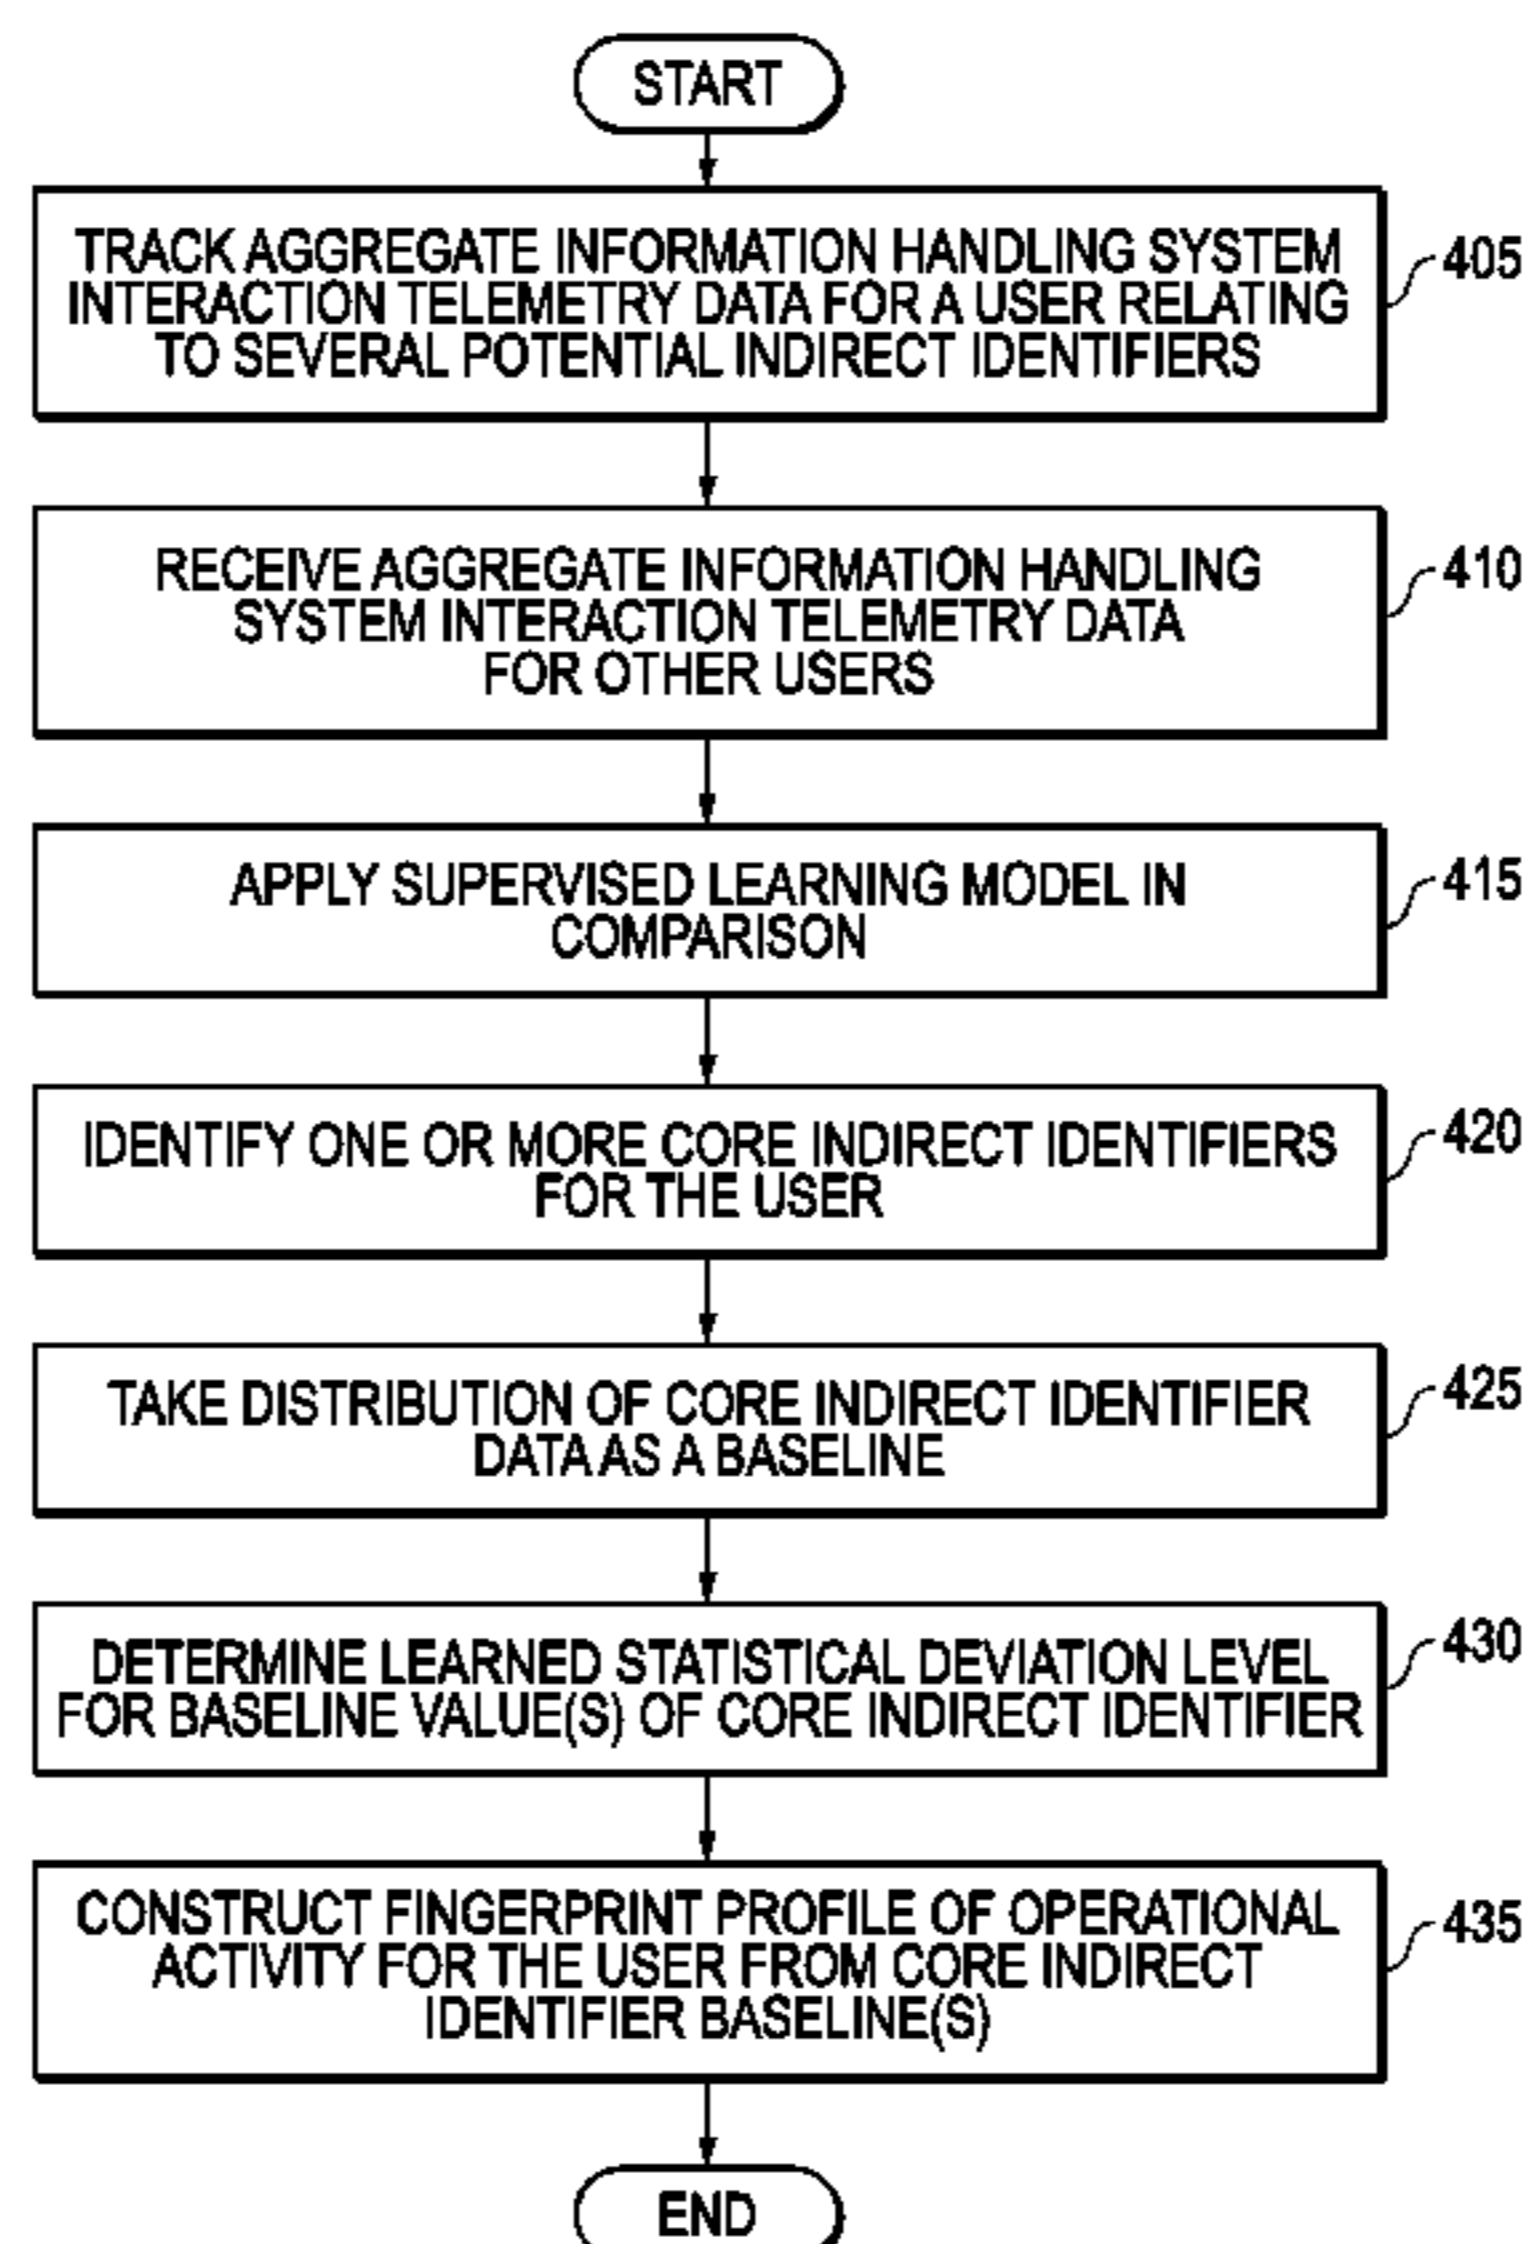 START
TRACK AGGREGATE INFORMATION HANDLING SYSTEM
INTERACTION TELEMETRY DATA FOR A USER RELATING
TO SEVERAL POTENTIAL INDIRECT IDENTIFIERS
405
RECEIVE AGGREGATE INFORMATION HANDLING
SYSTEM INTERACTION TELEMETRY DATA
FOR OTHER USERS
410
APPLY SUPERVISED LEARNING MODEL IN
COMPARISON
415
IDENTIFY ONE OR MORE CORE INDIRECT IDENTIFIERS
FOR THE USER
420
TAKE DISTRIBUTION OF CORE INDIRECT IDENTIFIER
DATA AS A BASELINE
425
DETERMINE LEARNED STATISTICAL DEVIATION LEVEL
FOR BASELINE VALUE(S) OF CORE INDIRECT IDENTIFIER
430
CONSTRUCT FINGERPRINT PROFILE OF OPERATIONAL
ACTIVITY FOR THE USER FROM CORE INDIRECT
IDENTIFIER BASELINE(S)
435
END